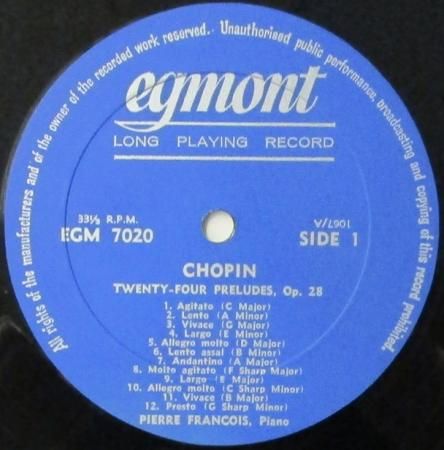 All rights of the manufacturers and of the owner of the recorded work reserved. Unauthorised public performance, broadcasting and copying of this record prohibited.
egmont
LONG PLAYING RECORD
33⅓ R.P.M.
EGM 7020
1067/A
SIDE 1
CHOPIN
TWENTY-FOUR PRELUDES, Op. 28
1. Agitato (C Major)
2. Lento (A Minor)
3. Vivace (G Major)
4. Largo (E Minor)
5. Allegro molto (D Major)
6. Lento assai (B Minor)
7. Andantino (A Major)
8. Molto agitato (F Sharp Major)
9. Largo (E Major)
10. Allegro molto (C Sharp Minor)
11. Vivace (B Major)
12. Presto (G Sharp Minor)
PIERRE FRANCOIS, Piano